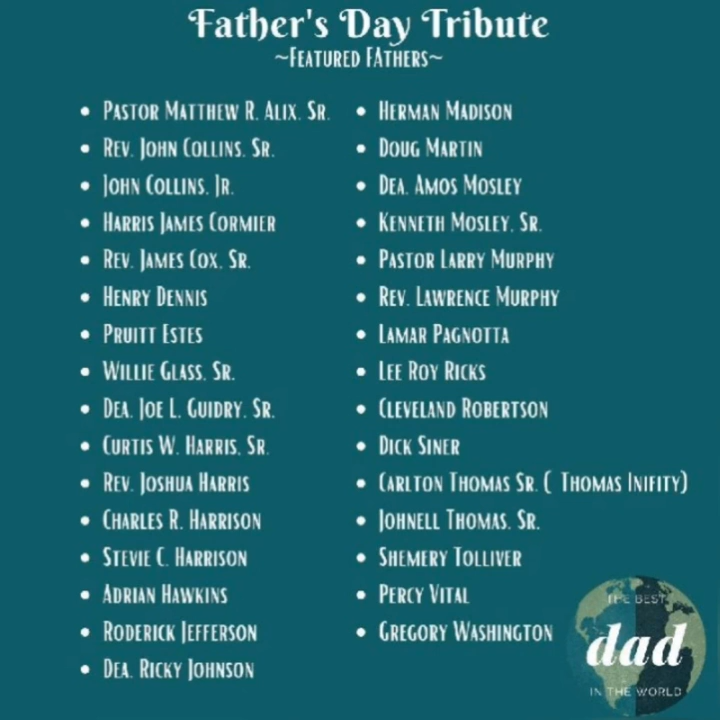 Father's Day Tribute
~FEATURED FATHERS~
PASTOR MATTHEW R. ALIX, SR.
REV. JOHN COLLINS, SR.
JOHN COLLINS, JR.
HARRIS JAMES CORMIER
REV. JAMES COX, SR.
HENRY DENNIS
PRUITT ESTES
WILLIE GLASS, SR.
DEA. JOE L. GUIDRY, SR.
CURTIS W. HARRIS, SR.
REV. JOSHUA HARRIS
CHARLES R. HARRISON
STEVIE C. HARRISON
ADRIAN HAWKINS
RODERICK JEFFERSON
DEA. RICKY JOHNSON
HERMAN MADISON
DOUG MARTIN
DEA. AMOS MOSLEY
KENNETH MOSLEY, SR.
PASTOR LARRY MURPHY
REV. LAWRENCE MURPHY
LAMAR PAGNOTTA
LEE ROY RICKS
CLEVELAND ROBERTSON
DICK SINER
CARLTON THOMAS SR. ( THOMAS INIFITY)
JOHNELL THOMAS, SR.
SHEMERY TOLLIVER
PERCY VITAL
GREGORY WASHINGTON
THE BEST
dad
IN THE WORLD